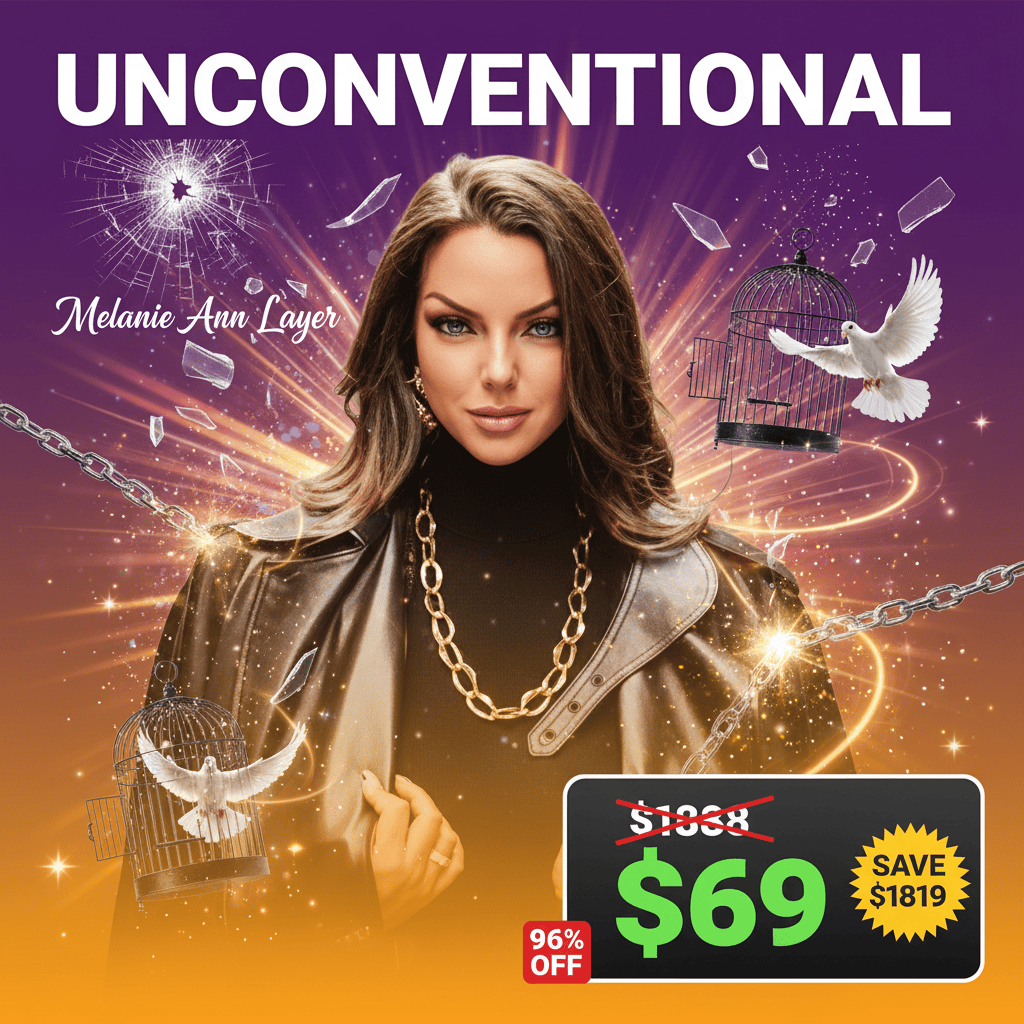 UNCONVENTIONAL
Melanie Ann Layer
$1888
$69
SAVE
$1819
96%
OFF